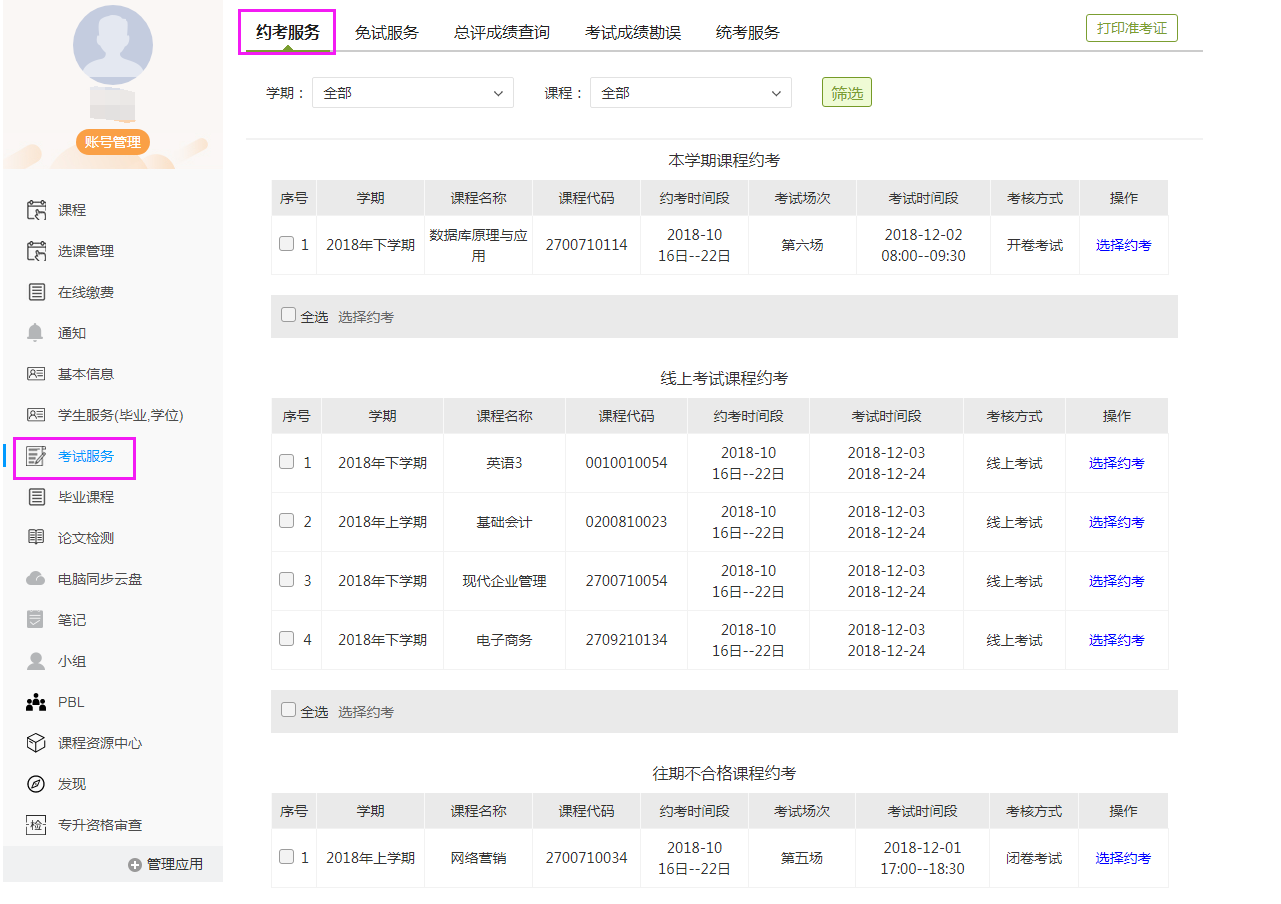 账号管理
课程
选课管理
在线缴费
通知
基本信息
学生服务(毕业,学位)
考试服务
毕业课程
论文检测
电脑同步云盘
笔记
小组
PBL
课程资源中心
发现
检 专升资格审查
管理应用
约考服务 免试服务 总评成绩查询 考试成绩勘误 统考服务 打印准考证
学期： 全部 课程： 全部 筛选
本学期课程约考
序号 学期 课程名称 课程代码 约考时间段 考试场次 考试时间段 考核方式 操作
1 2018年下学期 数据库原理与应用 2700710114 2018-10 16日--22日 第六场 2018-12-02 08:00--09:30 开卷考试 选择约考
全选 选择约考
线上考试课程约考
序号 学期 课程名称 课程代码 约考时间段 考试时间段 考核方式 操作
1 2018年下学期 英语3 0010010054 2018-10 16日--22日 2018-12-03 2018-12-24 线上考试 选择约考
2 2018年上学期 基础会计 0200810023 2018-10 16日--22日 2018-12-03 2018-12-24 线上考试 选择约考
3 2018年下学期 现代企业管理 2700710054 2018-10 16日--22日 2018-12-03 2018-12-24 线上考试 选择约考
4 2018年下学期 电子商务 2709210134 2018-10 16日--22日 2018-12-03 2018-12-24 线上考试 选择约考
全选 选择约考
往期不合格课程约考
序号 学期 课程名称 课程代码 约考时间段 考试场次 考试时间段 考核方式 操作
1 2018年上学期 网络营销 2700710034 2018-10 16日--22日 第五场 2018-12-01 17:00--18:30 闭卷考试 选择约考